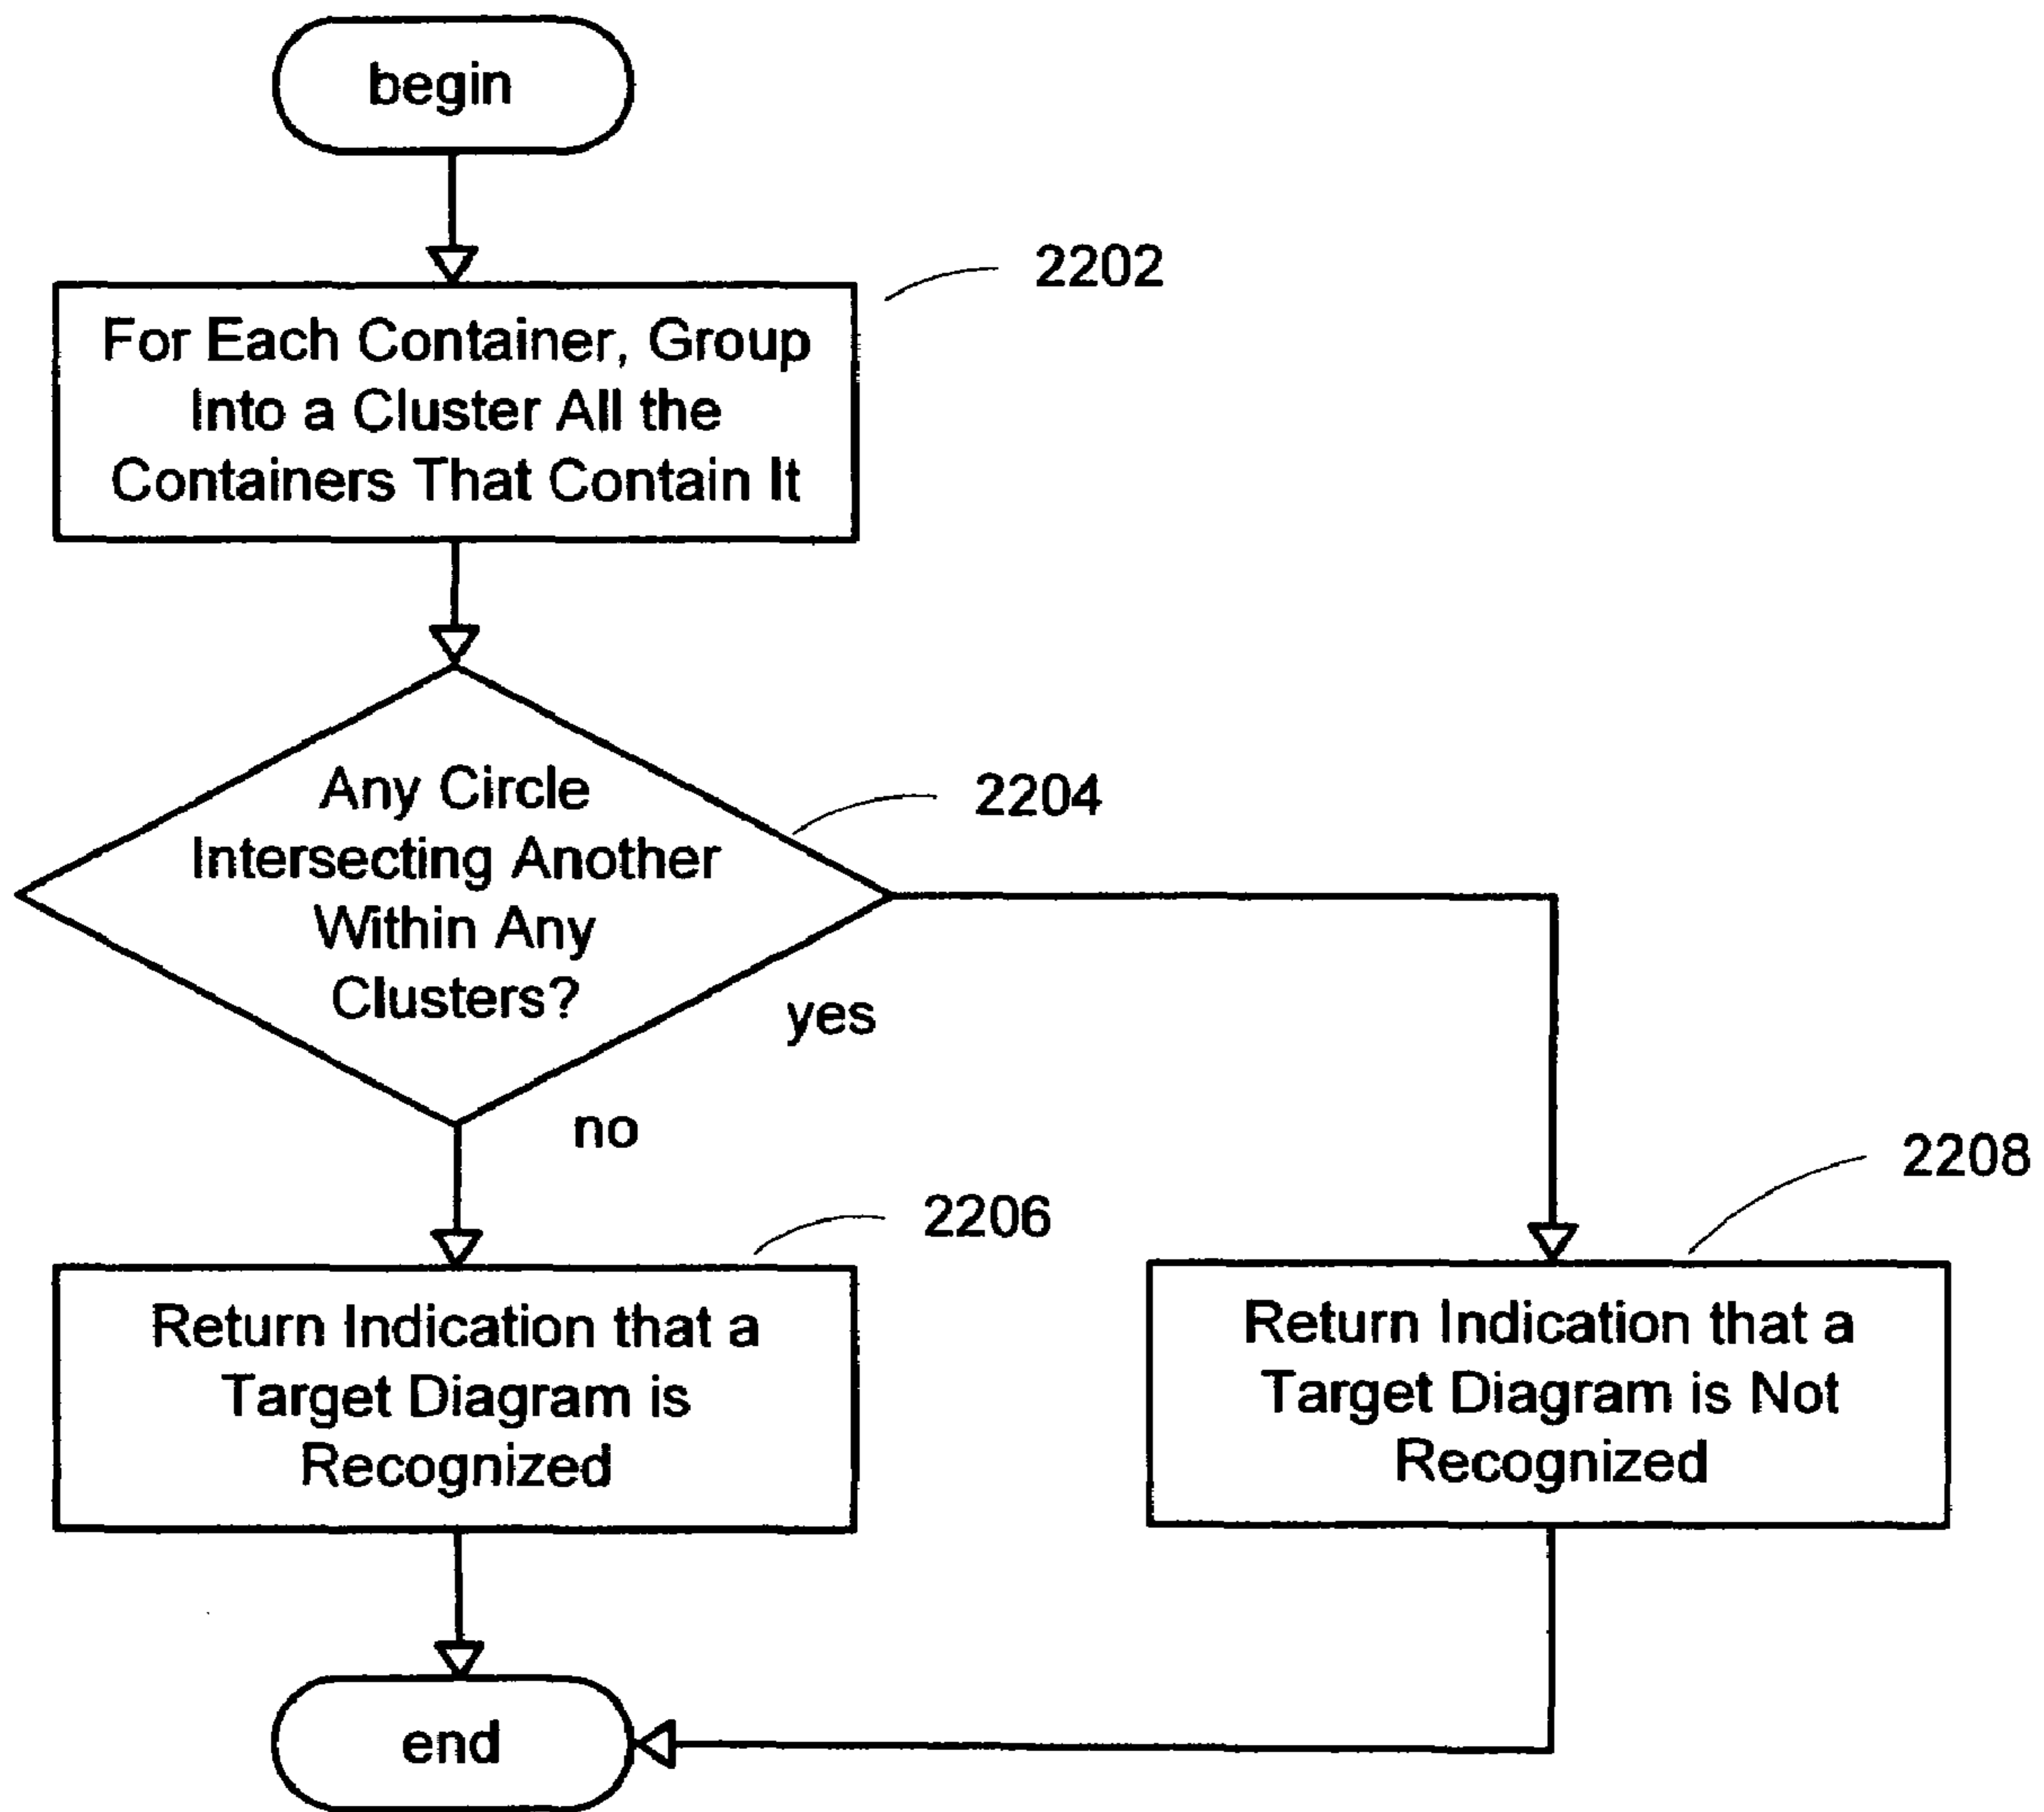 begin
2202
For Each Container, Group
Into a Cluster All the
Containers That Contain It
Any Circle
Intersecting Another
Within Any
Clusters?
2204
yes
no
2206
2208
Return Indication that a
Target Diagram is
Recognized
Return Indication that a
Target Diagram is Not
Recognized
end